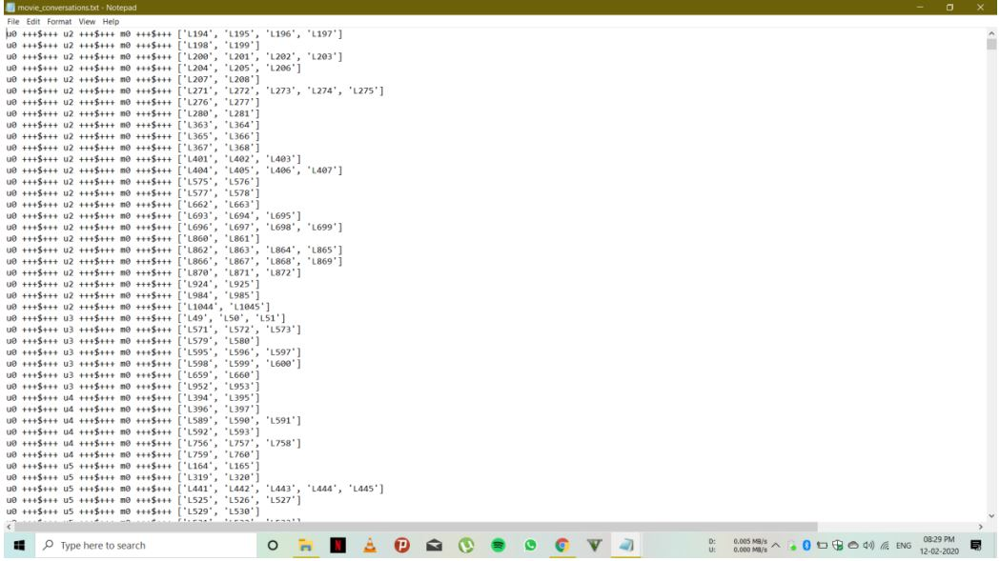 movie_conversations.txt - Notepad
File Edit Format View Help
u0 +++$+++ u2 +++$+++ m0 +++$+++ ['L194', 'L195', 'L196', 'L197']
u0 +++$+++ u2 +++$+++ m0 +++$+++ ['L198', 'L199']
u0 +++$+++ u2 +++$+++ m0 +++$+++ ['L200', 'L201', 'L202', 'L203']
u0 +++$+++ u2 +++$+++ m0 +++$+++ ['L204', 'L205', 'L206']
u0 +++$+++ u2 +++$+++ m0 +++$+++ ['L207', 'L208']
u0 +++$+++ u2 +++$+++ m0 +++$+++ ['L271', 'L272', 'L273', 'L274', 'L275']
u0 +++$+++ u2 +++$+++ m0 +++$+++ ['L276', 'L277']
u0 +++$+++ u2 +++$+++ m0 +++$+++ ['L280', 'L281']
u0 +++$+++ u2 +++$+++ m0 +++$+++ ['L363', 'L364']
u0 +++$+++ u2 +++$+++ m0 +++$+++ ['L365', 'L366']
u0 +++$+++ u2 +++$+++ m0 +++$+++ ['L367', 'L368']
u0 +++$+++ u2 +++$+++ m0 +++$+++ ['L401', 'L402', 'L403']
u0 +++$+++ u2 +++$+++ m0 +++$+++ ['L404', 'L405', 'L406', 'L407']
u0 +++$+++ u2 +++$+++ m0 +++$+++ ['L575', 'L576']
u0 +++$+++ u2 +++$+++ m0 +++$+++ ['L577', 'L578']
u0 +++$+++ u2 +++$+++ m0 +++$+++ ['L662', 'L663']
u0 +++$+++ u2 +++$+++ m0 +++$+++ ['L693', 'L694', 'L695']
u0 +++$+++ u2 +++$+++ m0 +++$+++ ['L696', 'L697', 'L698', 'L699']
u0 +++$+++ u2 +++$+++ m0 +++$+++ ['L860', 'L861']
u0 +++$+++ u2 +++$+++ m0 +++$+++ ['L862', 'L863', 'L864', 'L865']
u0 +++$+++ u2 +++$+++ m0 +++$+++ ['L866', 'L867', 'L868', 'L869']
u0 +++$+++ u2 +++$+++ m0 +++$+++ ['L870', 'L871', 'L872']
u0 +++$+++ u2 +++$+++ m0 +++$+++ ['L924', 'L925']
u0 +++$+++ u2 +++$+++ m0 +++$+++ ['L984', 'L985']
u0 +++$+++ u2 +++$+++ m0 +++$+++ ['L1044', 'L1045']
u0 +++$+++ u3 +++$+++ m0 +++$+++ ['L49', 'L50', 'L51']
u0 +++$+++ u3 +++$+++ m0 +++$+++ ['L571', 'L572', 'L573']
u0 +++$+++ u3 +++$+++ m0 +++$+++ ['L579', 'L580']
u0 +++$+++ u3 +++$+++ m0 +++$+++ ['L595', 'L596', 'L597']
u0 +++$+++ u3 +++$+++ m0 +++$+++ ['L598', 'L599', 'L600']
u0 +++$+++ u3 +++$+++ m0 +++$+++ ['L659', 'L660']
u0 +++$+++ u3 +++$+++ m0 +++$+++ ['L952', 'L953']
u0 +++$+++ u4 +++$+++ m0 +++$+++ ['L394', 'L395']
u0 +++$+++ u4 +++$+++ m0 +++$+++ ['L396', 'L397']
u0 +++$+++ u4 +++$+++ m0 +++$+++ ['L589', 'L590', 'L591']
u0 +++$+++ u4 +++$+++ m0 +++$+++ ['L592', 'L593']
u0 +++$+++ u4 +++$+++ m0 +++$+++ ['L756', 'L757', 'L758']
u0 +++$+++ u4 +++$+++ m0 +++$+++ ['L759', 'L760']
u0 +++$+++ u5 +++$+++ m0 +++$+++ ['L164', 'L165']
u0 +++$+++ u5 +++$+++ m0 +++$+++ ['L319', 'L320']
u0 +++$+++ u5 +++$+++ m0 +++$+++ ['L441', 'L442', 'L443', 'L444', 'L445']
u0 +++$+++ u5 +++$+++ m0 +++$+++ ['L525', 'L526', 'L527']
u0 +++$+++ u5 +++$+++ m0 +++$+++ ['L529', 'L530']
Type here to search
D: 0.005 MB/s
U: 0.000 MB/s
ENG
08:29 PM
12-02-2020